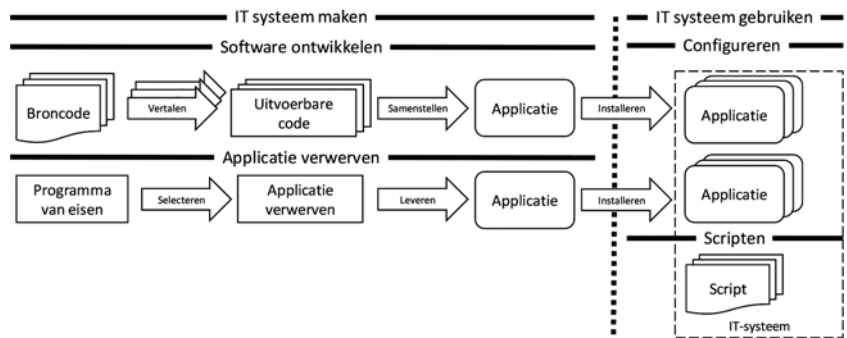 IT systeem maken
IT systeem gebruiken
Software ontwikkelen
Configureren
Broncode
Vertalen
Uitvoerbare
code
Samenstellen
Applicatie
Installeren
Applicatie
Applicatie verwerven
Programma
van eisen
Selecteren
Applicatie
verwerven
Leveren
Applicatie
Installeren
Applicatie
Scripten
Script
IT-systeem